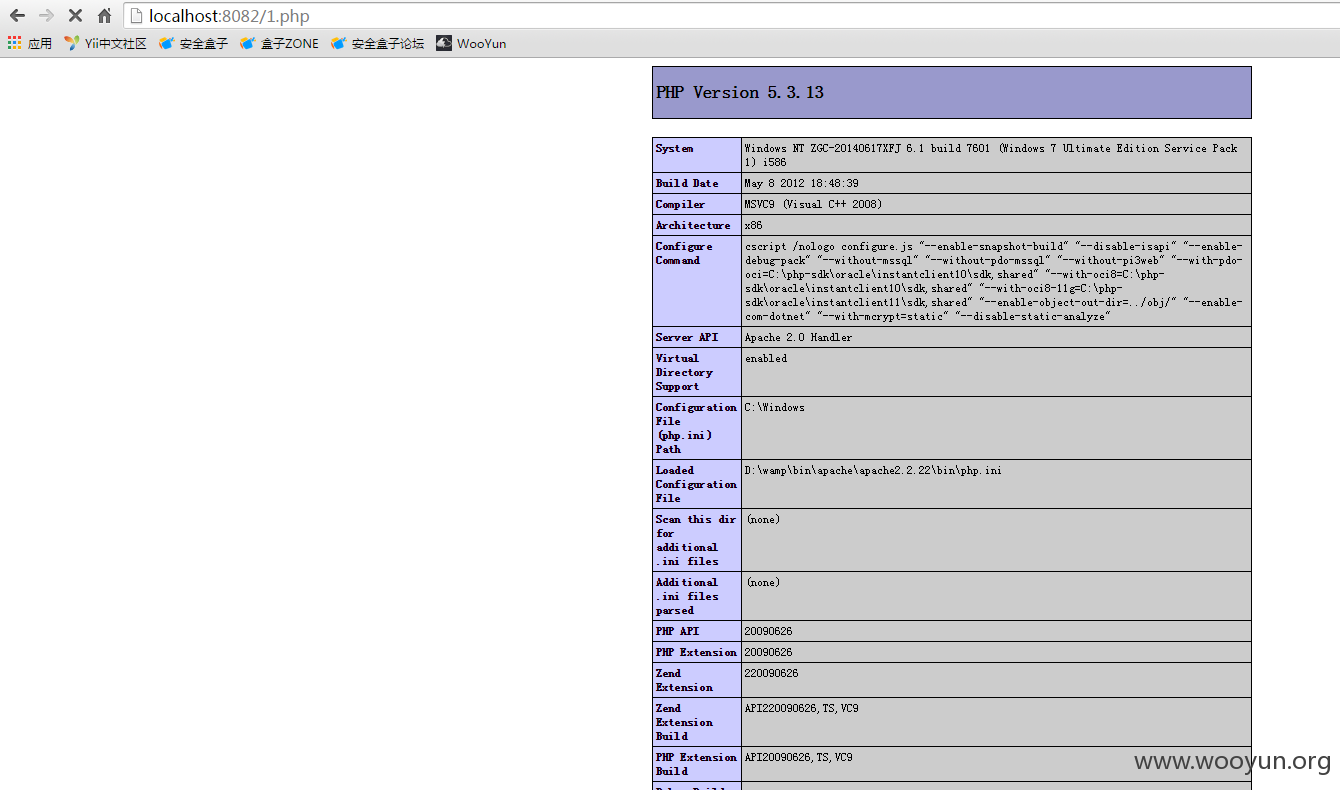 localhost:8082/1.php
应用 Yii中文社区 安全盒子 盒子ZONE 安全盒子论坛 WooYun
PHP Version 5.3.13
System Windows NT ZGC-20140617XFJ 6.1 build 7601 (Windows 7 Ultimate Edition Service Pack
1) i586
Build Date May 8 2012 18:48:39
Compiler MSVC9 (Visual C++ 2008)
Architecture x86
Configure cscript /nologo configure.js "--enable-snapshot-build" "--disable-isapi" "--enable-
Command debug-pack" "--without-mssql" "--without-pdo-mssql" "--without-pi3web" "--with-pdo-
oci=C:\php-sdk\oracle\instantclient10\sdk,shared" "--with-oci8=C:\php-
sdk\oracle\instantclient10\sdk,shared" "--with-oci8-11g=C:\php-
sdk\oracle\instantclient11\sdk,shared" "--enable-object-out-dir=../obj/" "--enable-
com-dotnet" "--with-mcrypt=static" "--disable-static-analyze"
Server API Apache 2.0 Handler
Virtual enabled
Directory
Support
Configuration C:\Windows
File
(php.ini)
Path
Loaded D:\wamp\bin\apache\apache2.2.22\bin\php.ini
Configuration
File
Scan this dir (none)
for
additional
.ini files
Additional (none)
.ini files
parsed
PHP API 20090626
PHP Extension 20090626
Zend 220090626
Extension
Zend API220090626,TS,VC9
Extension
Build
PHP Extension API20090626,TS,VC9
Build
www.wooyun.org